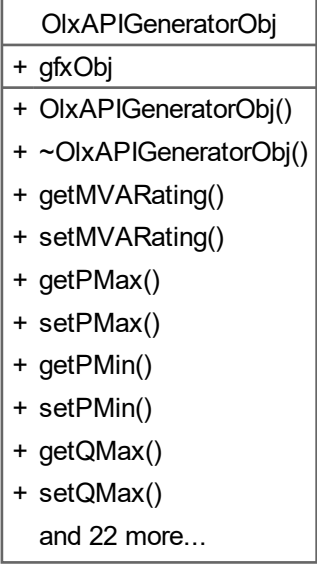 OlxAPIGeneratorObj
+ gfxObj
+ OlxAPIGeneratorObj()
+ ~OlxAPIGeneratorObj()
+ getMVARating()
+ setMVARating()
+ getPMax()
+ setPMax()
+ getPMin()
+ setPMin()
+ getQMax()
+ setQMax()
and 22 more...